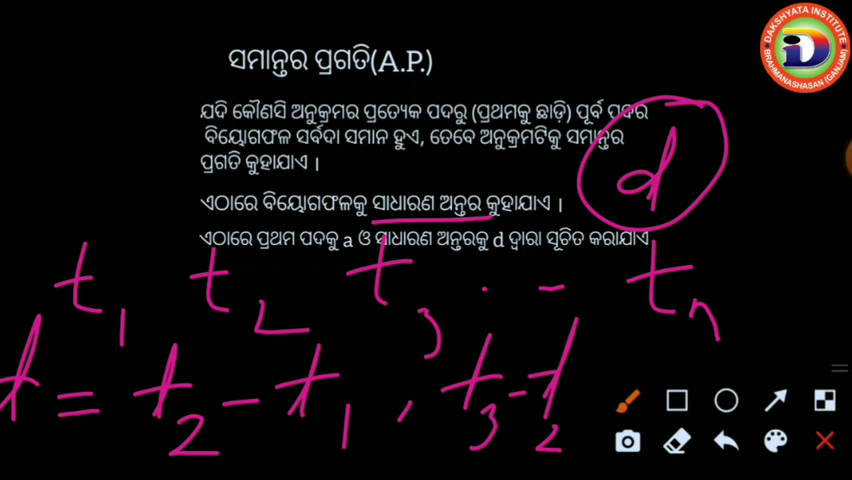 DAKSHYATA INSTITUTE
BRAHMANASHASAN (GANJAM)
ସମାନ୍ତର ପ୍ରଗତି(A.P.)
ଯଦି କୌଣସି ଅନୁକ୍ରମର ପ୍ରତ୍ୟେକ ପଦରୁ (ପ୍ରଥମକୁ ଛାଡ଼ି) ପୂର୍ବ ପଦର
ବିୟୋଗଫଳ ସର୍ବଦା ସମାନ ହୁଏ, ତେବେ ଅନୁକ୍ରମଟିକୁ ସମାନ୍ତର
ପ୍ରଗତି କୁହାଯାଏ ।
d
ଏଠାରେ ବିୟୋଗଫଳକୁ ସାଧାରଣ ଅନ୍ତର କୁହାଯାଏ ।
ଏଠାରେ ପ୍ରଥମ ପଦକୁ a ଓ ସାଧାରଣ ଅନ୍ତରକୁ d ଦ୍ୱାରା ସୂଚିତ କରାଯାଏ
t1 t2 t3 . - tn
d = t2 - t1 , t3 - t2